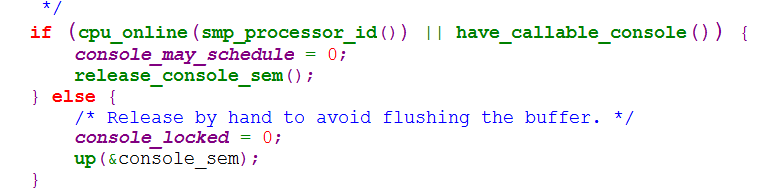 */
if (cpu_online(smp_processor_id()) || have_callable_console()) {
console_may_schedule = 0;
release_console_sem();
} else {
/* Release by hand to avoid flushing the buffer. */
console_locked = 0;
up(&console_sem);
}